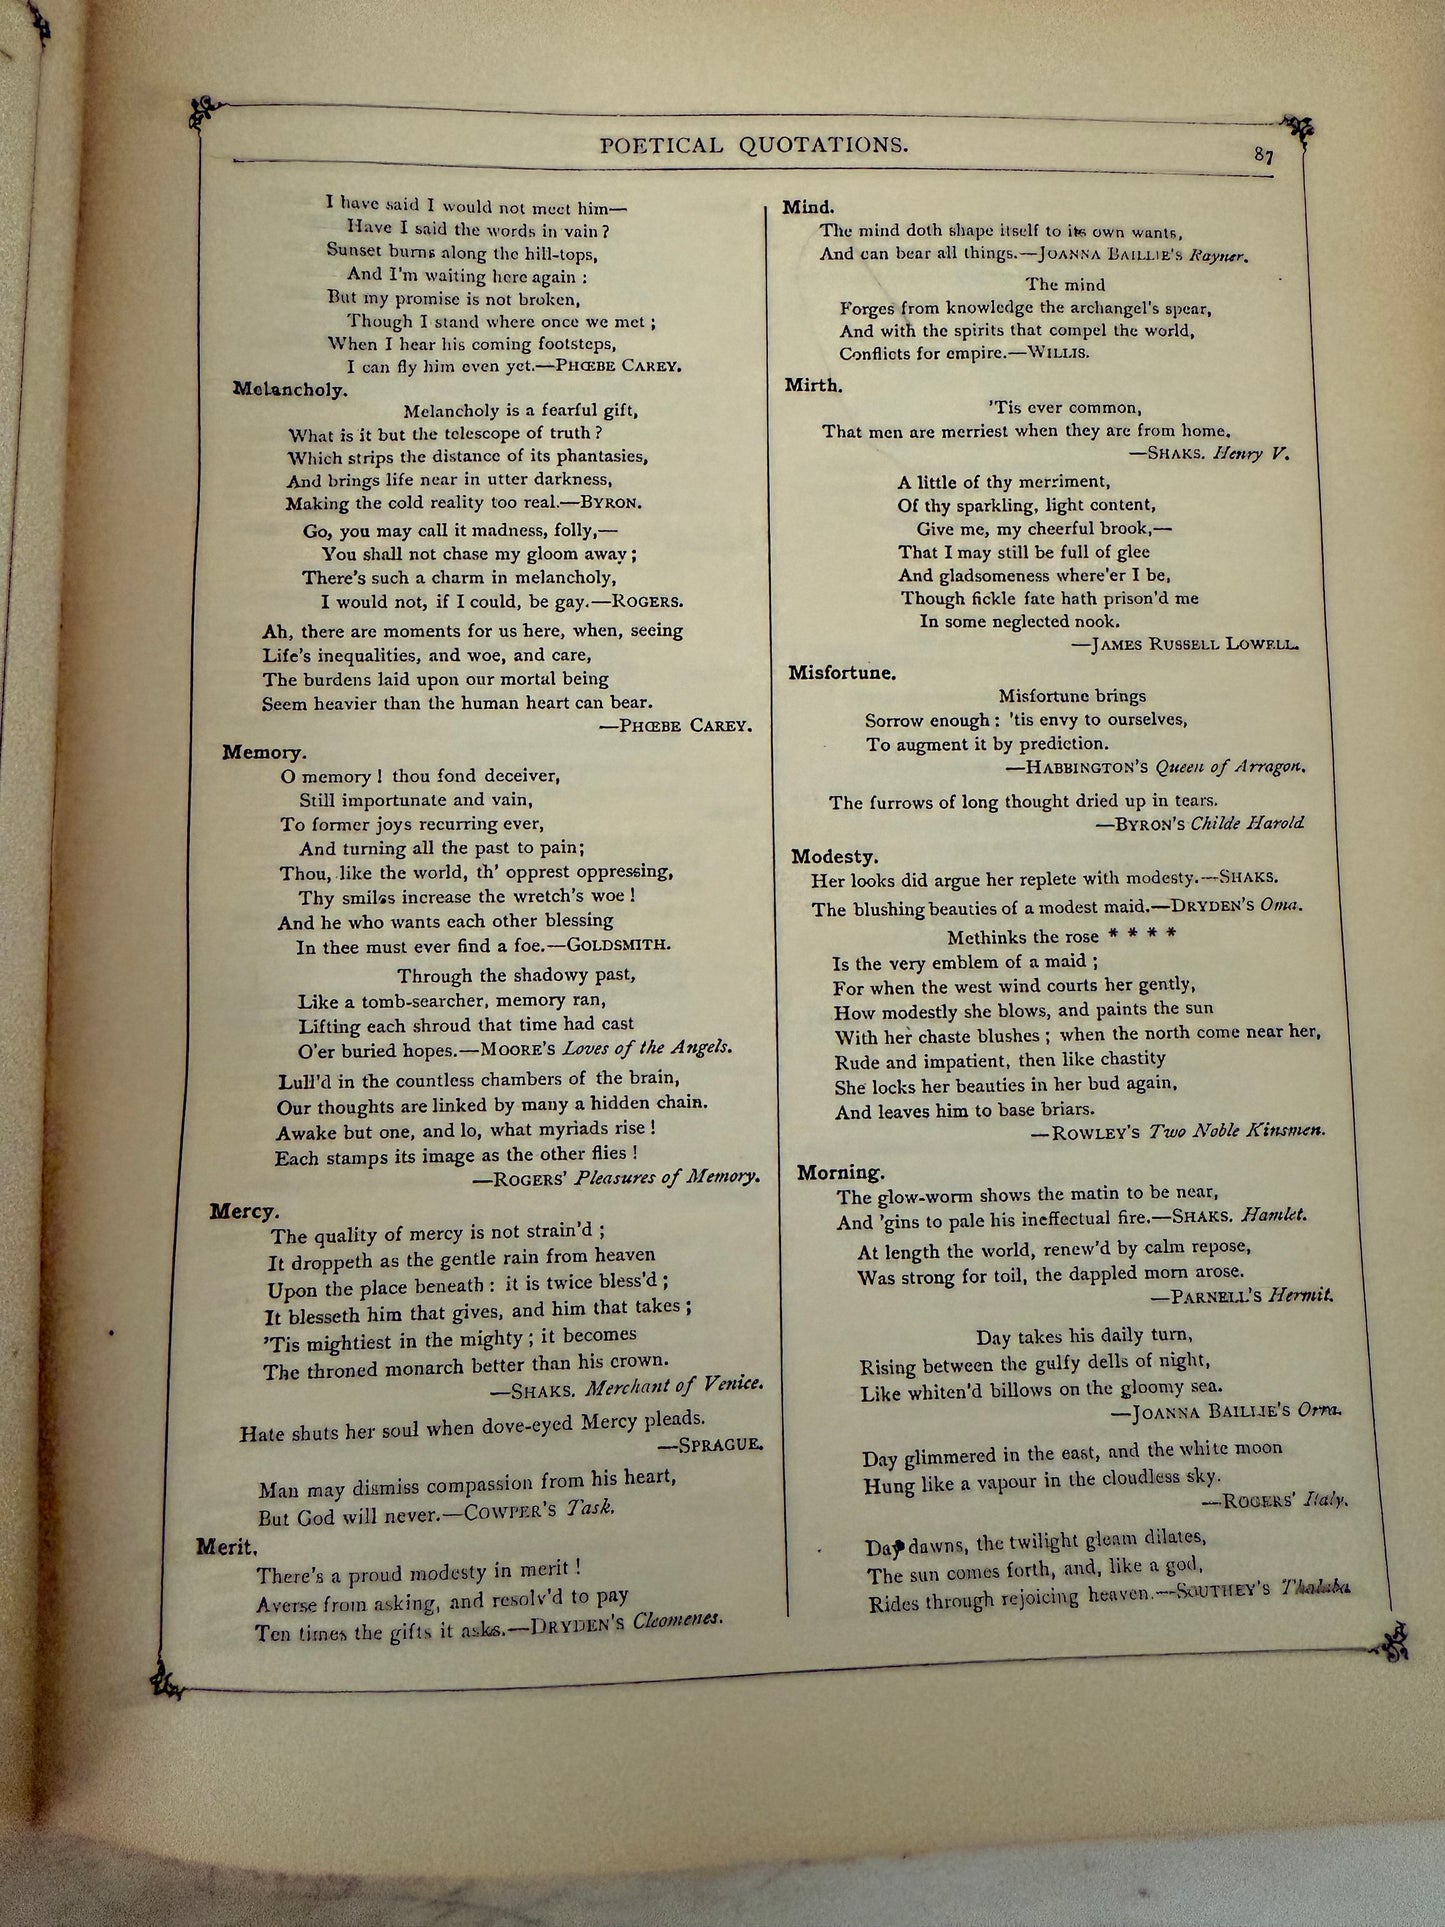 POETICAL QUOTATIONS.
87
I have said I would not meet him—
Have I said the words in vain ?
Sunset burns along the hill-tops,
And I'm waiting here again :
But my promise is not broken,
Though I stand where once we met ;
When I hear his coming footsteps,
I can fly him even yet.—PHŒBE CAREY.
Melancholy.
Melancholy is a fearful gift,
What is it but the telescope of truth ?
Which strips the distance of its phantasies,
And brings life near in utter darkness,
Making the cold reality too real.—BYRON.
Go, you may call it madness, folly,—
You shall not chase my gloom away ;
There's such a charm in melancholy,
I would not, if I could, be gay.—ROGERS.
Ah, there are moments for us here, when, seeing
Life's inequalities, and woe, and care,
The burdens laid upon our mortal being
Seem heavier than the human heart can bear.
—PHŒBE CAREY.
Memory.
O memory ! thou fond deceiver,
Still importunate and vain,
To former joys recurring ever,
And turning all the past to pain;
Thou, like the world, th' opprest oppressing,
Thy smiles increase the wretch's woe !
And he who wants each other blessing
In thee must ever find a foe.—GOLDSMITH.
Through the shadowy past,
Like a tomb-searcher, memory ran,
Lifting each shroud that time had cast
O'er buried hopes.—MOORE'S Loves of the Angels.
Lull'd in the countless chambers of the brain,
Our thoughts are linked by many a hidden chain.
Awake but one, and lo, what myriads rise !
Each stamps its image as the other flies !
—ROGERS' Pleasures of Memory.
Mercy.
The quality of mercy is not strain'd ;
It droppeth as the gentle rain from heaven
Upon the place beneath : it is twice bless'd ;
It blesseth him that gives, and him that takes ;
'Tis mightiest in the mighty ; it becomes
The throned monarch better than his crown.
—SHAKS. Merchant of Venice.
Hate shuts her soul when dove-eyed Mercy pleads.
—SPRAGUE.
Man may dismiss compassion from his heart,
But God will never.—COWPER'S Task.
Merit.
There's a proud modesty in merit !
Averse from asking, and resolv'd to pay
Ten times the gifts it asks.—DRYDEN'S Cleomenes.
Mind.
The mind doth shape itself to its own wants,
And can bear all things.—JOANNA BAILLIE'S Rayner.
The mind
Forges from knowledge the archangel's spear,
And with the spirits that compel the world,
Conflicts for empire.—WILLIS.
Mirth.
'Tis ever common,
That men are merriest when they are from home.
—SHAKS. Henry V.
A little of thy merriment,
Of thy sparkling, light content,
Give me, my cheerful brook,—
That I may still be full of glee
And gladsomeness where'er I be,
Though fickle fate hath prison'd me
In some neglected nook.
—JAMES RUSSELL LOWELL.
Misfortune.
Misfortune brings
Sorrow enough : 'tis envy to ourselves,
To augment it by prediction.
—HABBINGTON'S Queen of Arragon.
The furrows of long thought dried up in tears.
—BYRON'S Childe Harold
Modesty.
Her looks did argue her replete with modesty.—SHAKS.
The blushing beauties of a modest maid.—DRYDEN'S Oma.
Methinks the rose * * * *
Is the very emblem of a maid ;
For when the west wind courts her gently,
How modestly she blows, and paints the sun
With her chaste blushes ; when the north come near her,
Rude and impatient, then like chastity
She locks her beauties in her bud again,
And leaves him to base briars.
—ROWLEY'S Two Noble Kinsmen.
Morning.
The glow-worm shows the matin to be near,
And 'gins to pale his ineffectual fire.—SHAKS. Hamlet.
At length the world, renew'd by calm repose,
Was strong for toil, the dappled morn arose.
—PARNELL'S Hermit.
Day takes his daily turn,
Rising between the gulfy dells of night,
Like whiten'd billows on the gloomy sea.
—JOANNA BAILLIE'S Orra.
Day glimmered in the east, and the white moon
Hung like a vapour in the cloudless sky.
—ROGERS' Italy.
Day dawns, the twilight gleam dilates,
The sun comes forth, and, like a god,
Rides through rejoicing heaven.—SOUTHEY'S Thalaba